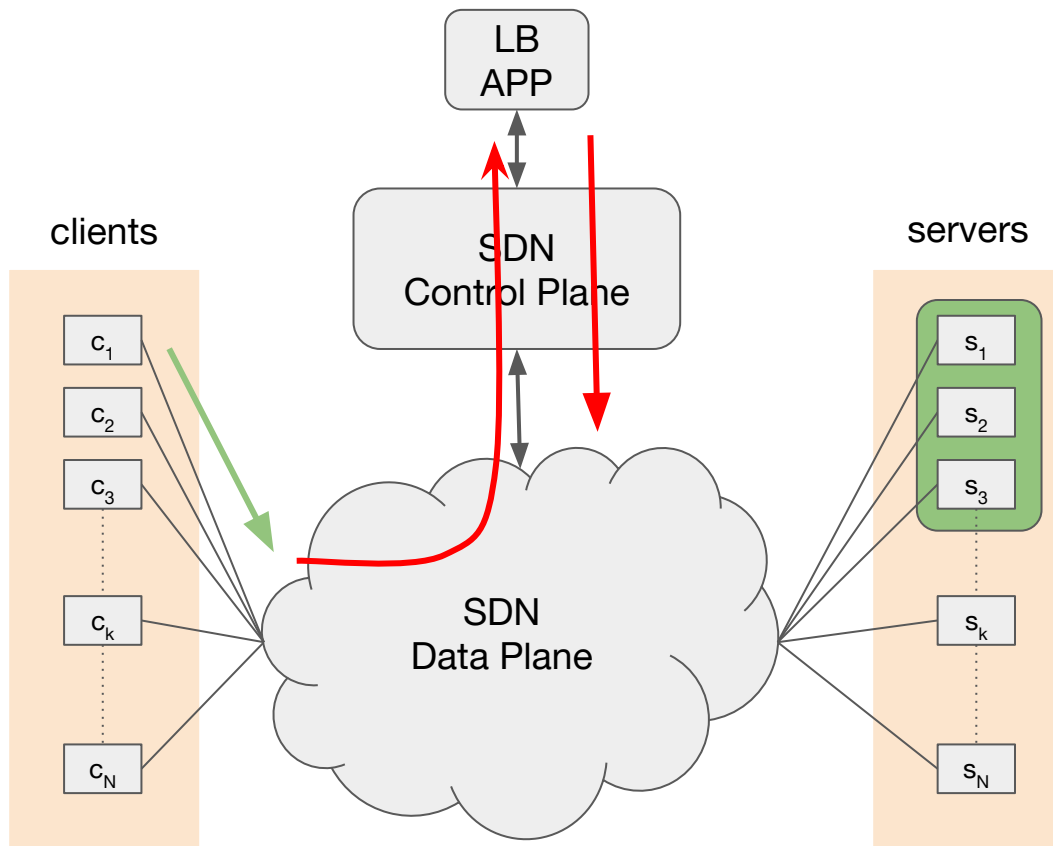 LB
APP
clients
servers
SDN
Control Plane
c1
c2
c3
ck
cN
SDN
Data Plane
s1
s2
s3
sk
sN